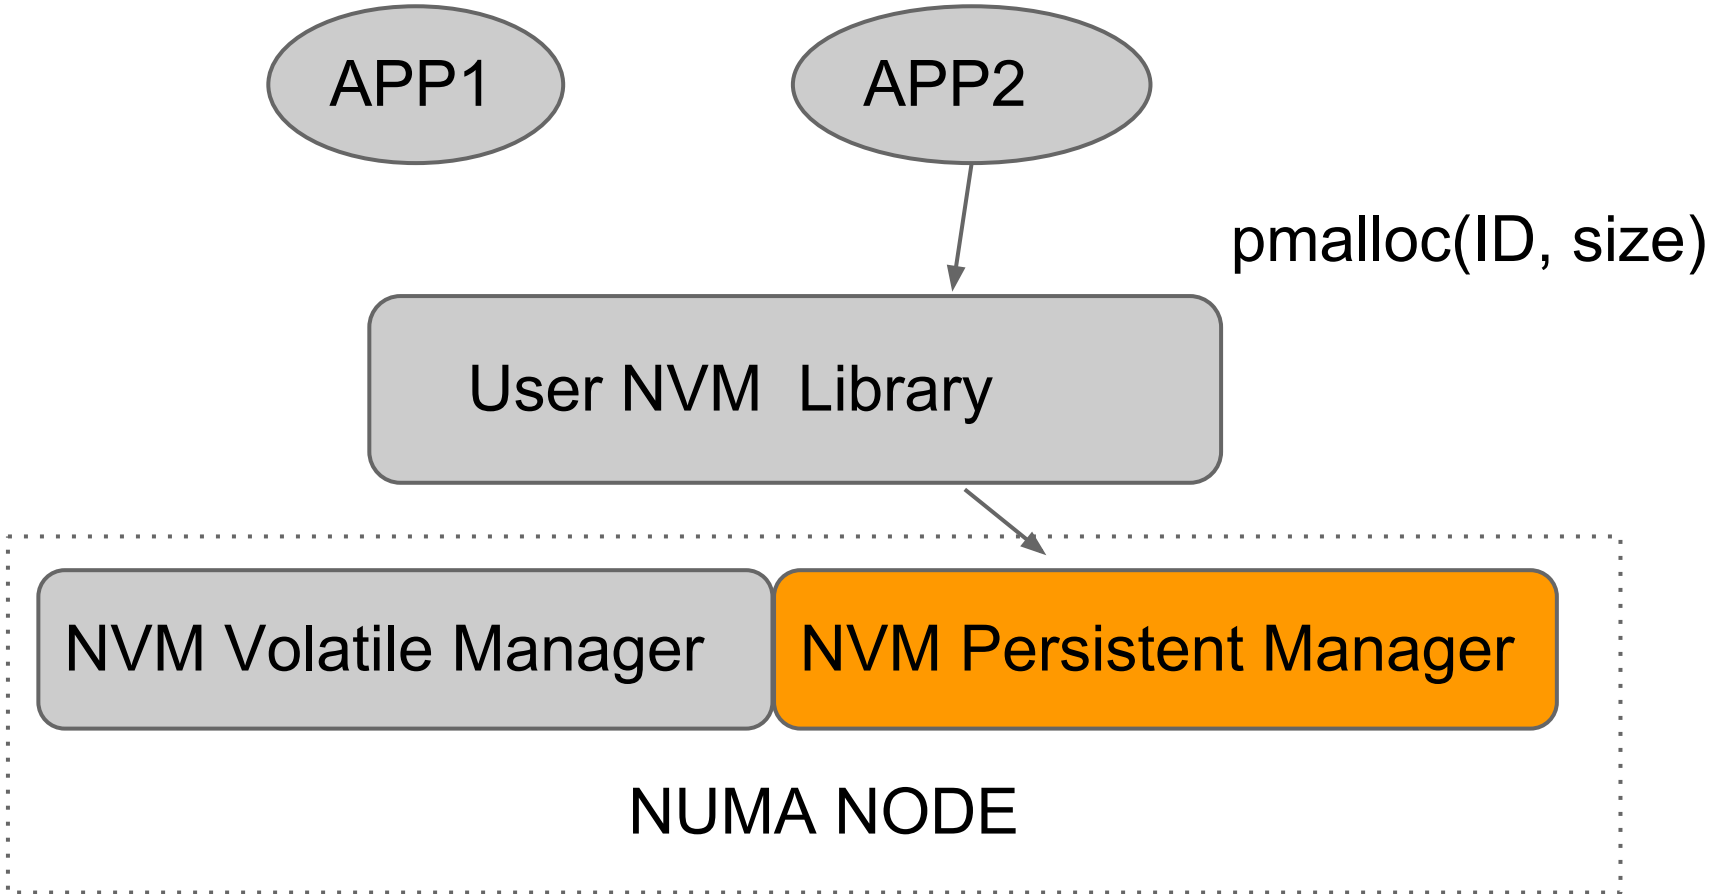 APP1
APP2
pmalloc(ID, size)
User NVM  Library
NVM Volatile Manager
NVM Persistent Manager
NUMA NODE